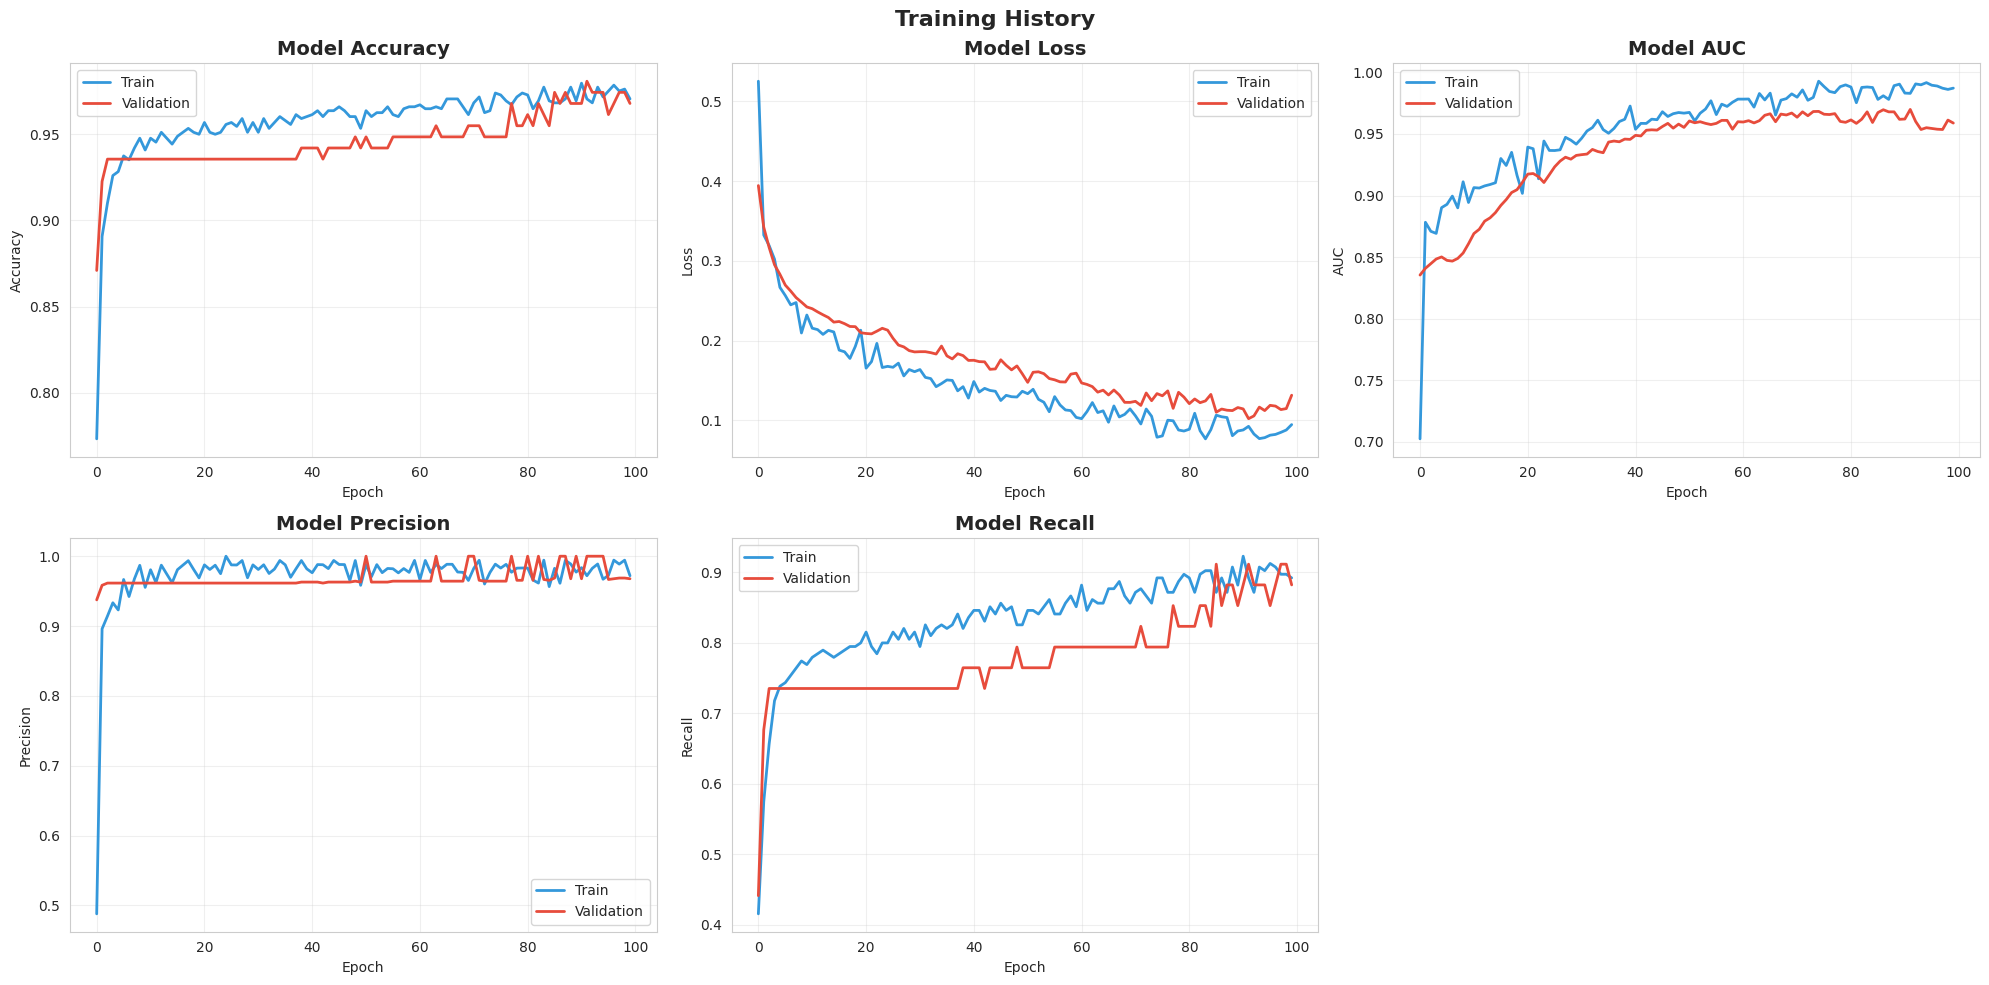 Training History
Model Accuracy
Train
Validation
0.95
0.90
0.85
0.80
Accuracy
0
20
40
60
80
100
Epoch
Model Loss
Train
Validation
0.5
0.4
0.3
0.2
0.1
Loss
0
20
40
60
80
100
Epoch
Model AUC
Train
Validation
1.00
0.95
0.90
0.85
0.80
0.75
0.70
AUC
0
20
40
60
80
100
Epoch
Model Precision
1.0
0.9
0.8
0.7
0.6
0.5
Precision
Train
Validation
0
20
40
60
80
100
Epoch
Model Recall
Train
Validation
0.9
0.8
0.7
0.6
0.5
0.4
Recall
0
20
40
60
80
100
Epoch